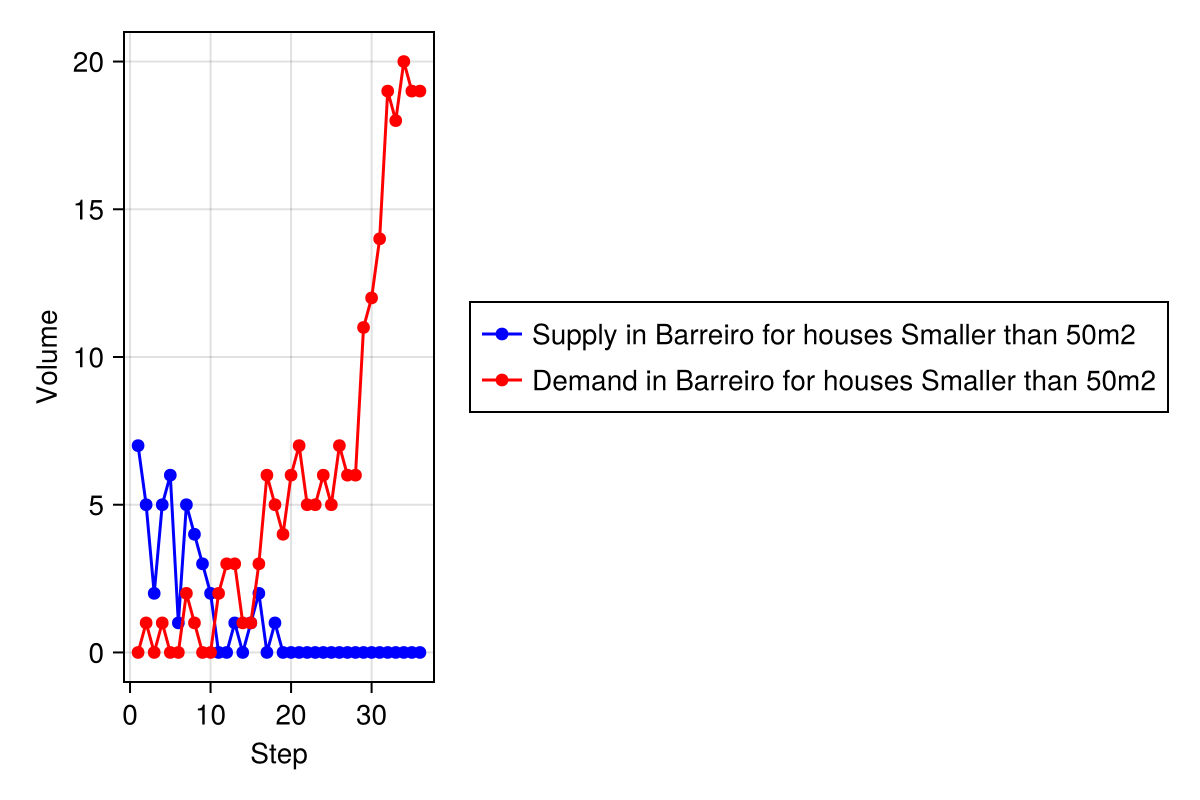 20
15
10
5
0
Volume
0 10 20 30
Step
Supply in Barreiro for houses Smaller than 50m2
Demand in Barreiro for houses Smaller than 50m2